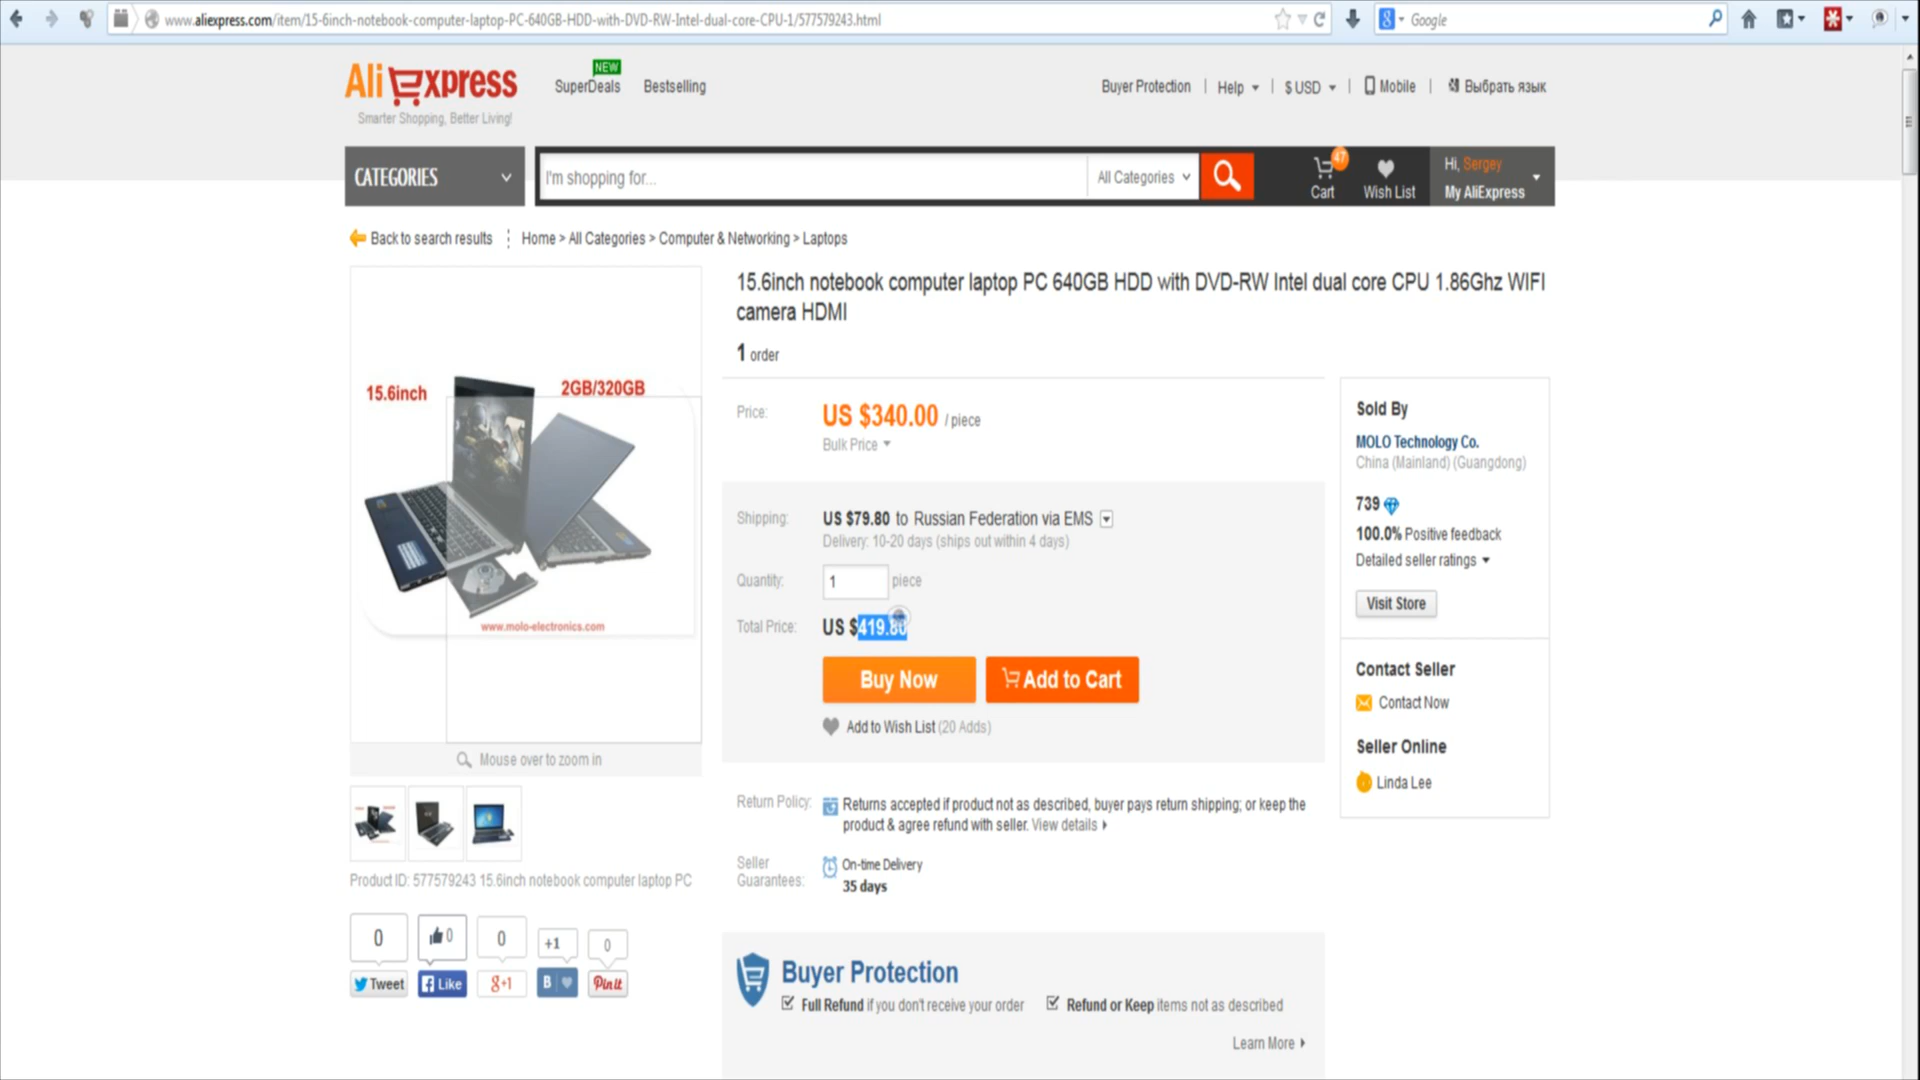 www.aliexpress.com/item/15-6inch-notebook-computer-laptop-PC-640GB-HDD-with-DVD-RW-Intel-dual-core-CPU-1/577579243.html
Google
AliExpress
Smarter Shopping, Better Living!
NEW
SuperDeals
Bestselling
Buyer Protection
Help
$ USD
Mobile
Выбрать язык
CATEGORIES
I'm shopping for...
All Categories
47
Cart
Wish List
Hi, Sergey
My AliExpress
Back to search results
Home > All Categories > Computer & Networking > Laptops
15.6inch
2GB/320GB
www.molo-electronics.com
Mouse over to zoom in
Product ID: 577579243 15.6inch notebook computer laptop PC
0
0
0
+1
0
Tweet
Like
g+1
B
Pin it
15.6inch notebook computer laptop PC 640GB HDD with DVD-RW Intel dual core CPU 1.86Ghz WIFI
camera HDMI
1 order
Price:
US $340.00 / piece
Bulk Price
Shipping:
US $79.80 to Russian Federation via EMS
Delivery: 10-20 days (ships out within 4 days)
Quantity:
1
piece
Total Price:
US $419.80
Buy Now
Add to Cart
Add to Wish List (20 Adds)
Return Policy:
Returns accepted if product not as described, buyer pays return shipping; or keep the
product & agree refund with seller. View details
Seller
Guarantees:
On-time Delivery
35 days
Buyer Protection
Full Refund if you don't receive your order
Refund or Keep items not as described
Learn More
Sold By
MOLO Technology Co.
China (Mainland) (Guangdong)
739
100.0% Positive feedback
Detailed seller ratings
Visit Store
Contact Seller
Contact Now
Seller Online
Linda Lee